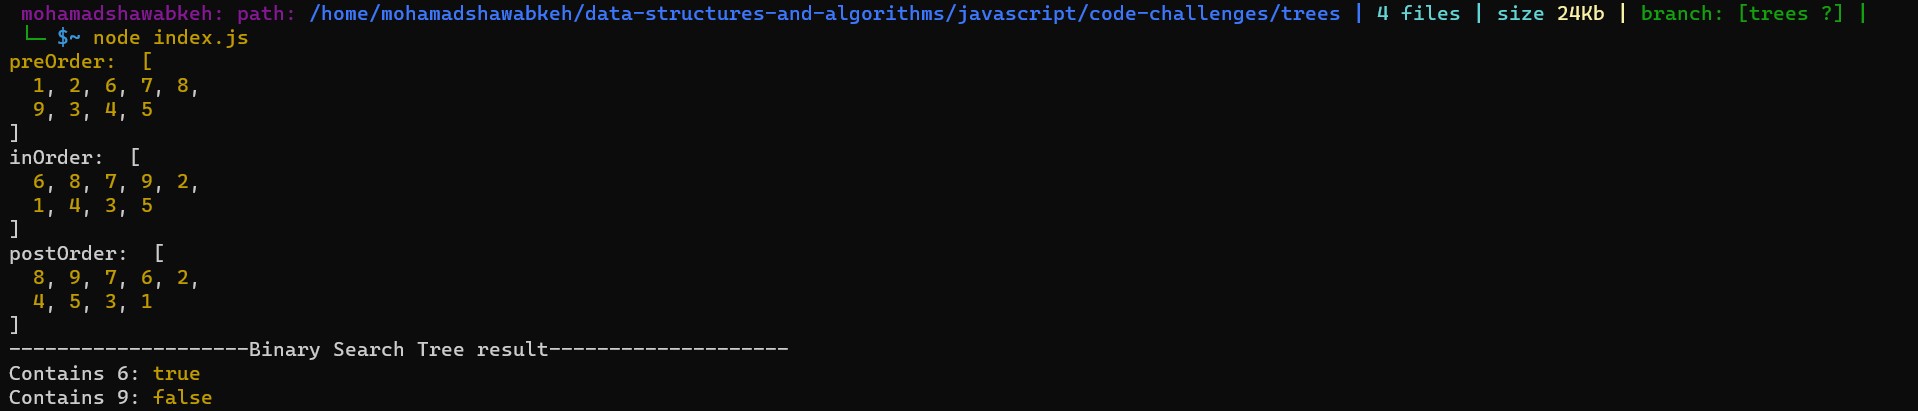 mohamadshawabkeh: path: /home/mohamadshawabkeh/data-structures-and-algorithms/javascript/code-challenges/trees | 4 files | size 24Kb | branch: [trees ?] |
└─ $~ node index.js
preOrder:  [
  1, 2, 6, 7, 8,
  9, 3, 4, 5
]
inOrder:  [
  6, 8, 7, 9, 2,
  1, 4, 3, 5
]
postOrder:  [
  8, 9, 7, 6, 2,
  4, 5, 3, 1
]
--------------------Binary Search Tree result--------------------
Contains 6: true
Contains 9: false